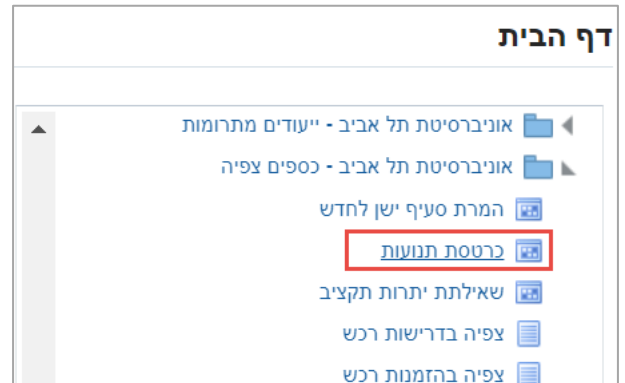 דף הבית
אוניברסיטת תל אביב - ייעודים מתרומות
אוניברסיטת תל אביב - כספים צפיה
המרת סעיף ישן לחדש
כרטסת תנועות
שאילתת יתרות תקציב
צפיה בדרישות רכש
צפיה בהזמנות רכש